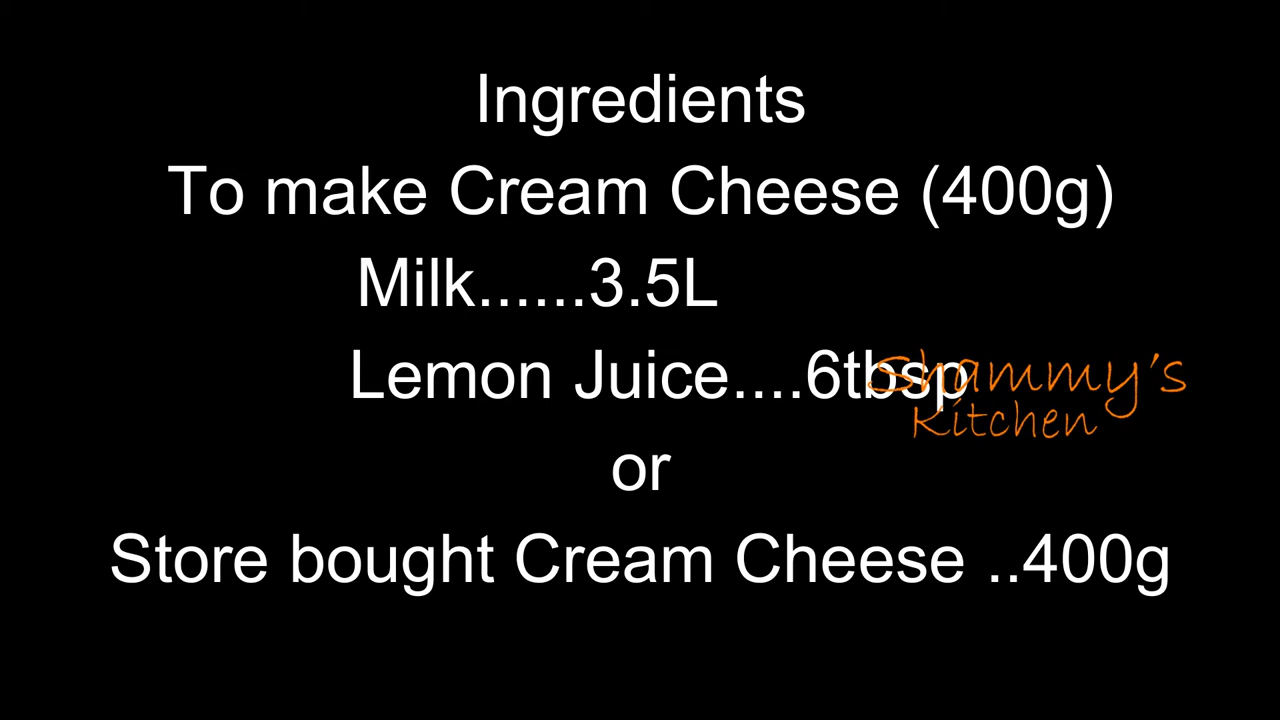 Ingredients
To make Cream Cheese (400g)
Milk......3.5L
Lemon Juice....6tbsp
Shammy's
Kitchen
or
Store bought Cream Cheese ..400g